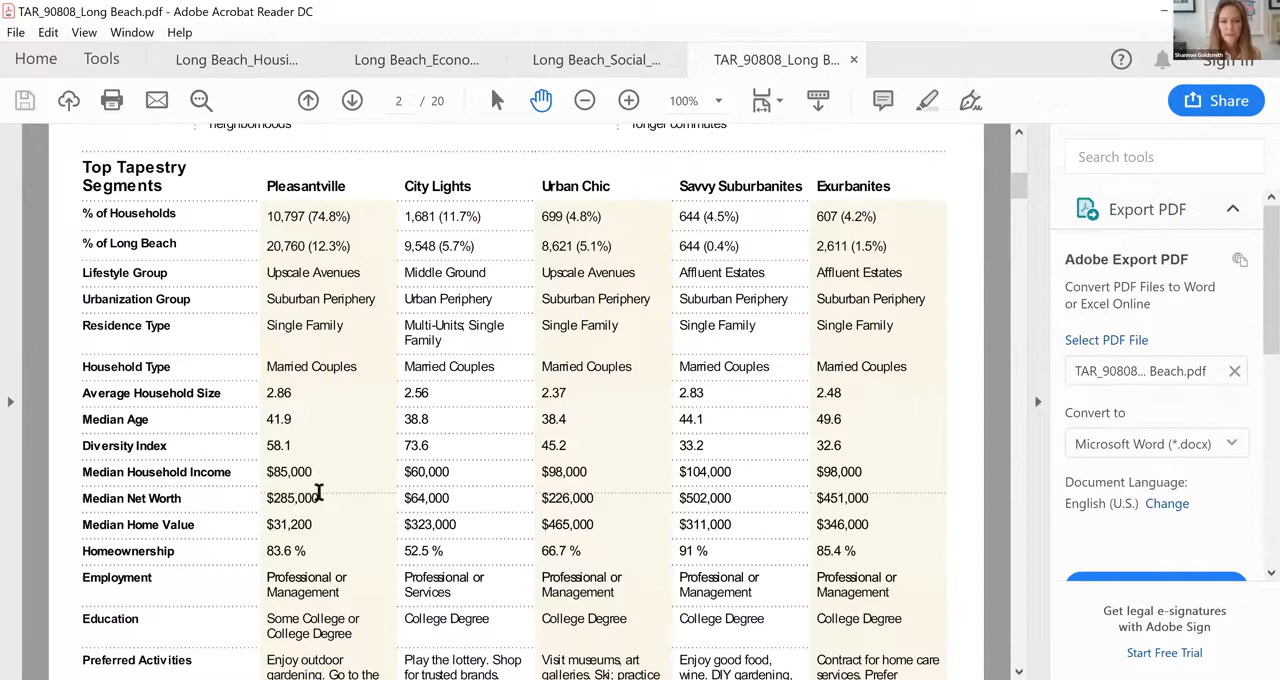 TAR_90808_Long Beach.pdf - Adobe Acrobat Reader DC
File Edit View Window Help
Shannon Goldsmith
Home Tools Long Beach_Housi... Long Beach_Econo... Long Beach_Social_... TAR_90808_Long B... × Sign In
2 / 20 100% Share
neighborhoods longer commutes
Top Tapestry
Segments Pleasantville City Lights Urban Chic Savvy Suburbanites Exurbanites
% of Households 10,797 (74.8%) 1,681 (11.7%) 699 (4.8%) 644 (4.5%) 607 (4.2%)
% of Long Beach 20,760 (12.3%) 9,548 (5.7%) 8,621 (5.1%) 644 (0.4%) 2,611 (1.5%)
Lifestyle Group Upscale Avenues Middle Ground Upscale Avenues Affluent Estates Affluent Estates
Urbanization Group Suburban Periphery Urban Periphery Suburban Periphery Suburban Periphery Suburban Periphery
Residence Type Single Family Multi-Units; Single Single Family Single Family Single Family
Family
Household Type Married Couples Married Couples Married Couples Married Couples Married Couples
Average Household Size 2.86 2.56 2.37 2.83 2.48
Median Age 41.9 38.8 38.4 44.1 49.6
Diversity Index 58.1 73.6 45.2 33.2 32.6
Median Household Income $85,000 $60,000 $98,000 $104,000 $98,000
Median Net Worth $285,000 $64,000 $226,000 $502,000 $451,000
Median Home Value $31,200 $323,000 $465,000 $311,000 $346,000
Homeownership 83.6 % 52.5 % 66.7 % 91 % 85.4 %
Employment Professional or Professional or Professional or Professional or Professional or
Management Services Management Management Management
Education Some College or College Degree College Degree College Degree College Degree
College Degree
Preferred Activities Enjoy outdoor Play the lottery. Shop Visit museums, art Enjoy good food, Contract for home care
gardening. Go to the for trusted brands. galleries. Ski; practice wine. DIY gardening, services. Prefer
Search tools
Export PDF
Adobe Export PDF
Convert PDF Files to Word
or Excel Online
Select PDF File
TAR_90808... Beach.pdf
Convert to
Microsoft Word (*.docx)
Document Language:
English (U.S.) Change
Get legal e-signatures
with Adobe Sign
Start Free Trial